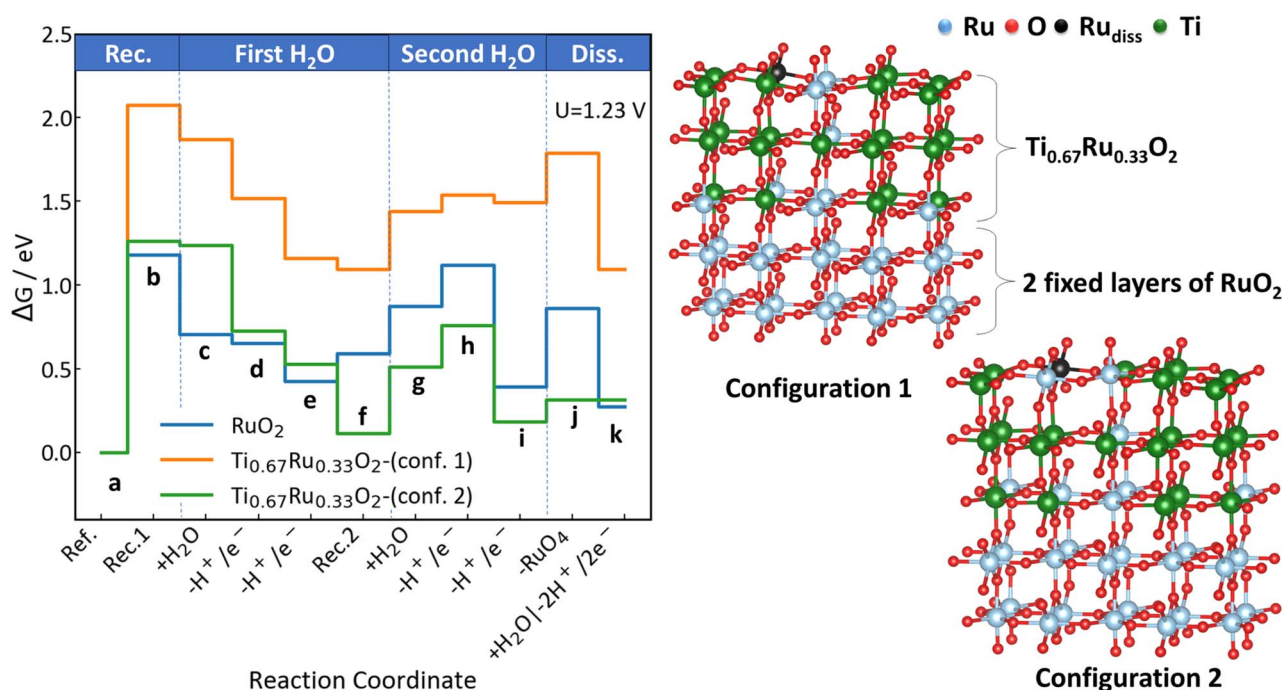 Rec.
First H₂O
Second H₂O
Diss.
2.5
2.0
1.5
1.0
0.5
0.0
ΔG / eV
U=1.23 V
a
b
c
d
e
f
g
h
i
j
k
RuO₂
Ti₀.₆₇Ru₀.₃₃O₂-(conf. 1)
Ti₀.₆₇Ru₀.₃₃O₂-(conf. 2)
Ref.
Rec.1
+H₂O
-H⁺/e⁻
-H⁺/e⁻
Rec.2
+H₂O
-H⁺/e⁻
-H⁺/e⁻
-RuO₄
+H₂O|-2H⁺/2e⁻
Reaction Coordinate
Ru O Ru_diss Ti
Ti₀.₆₇Ru₀.₃₃O₂
2 fixed layers of RuO₂
Configuration 1
Configuration 2